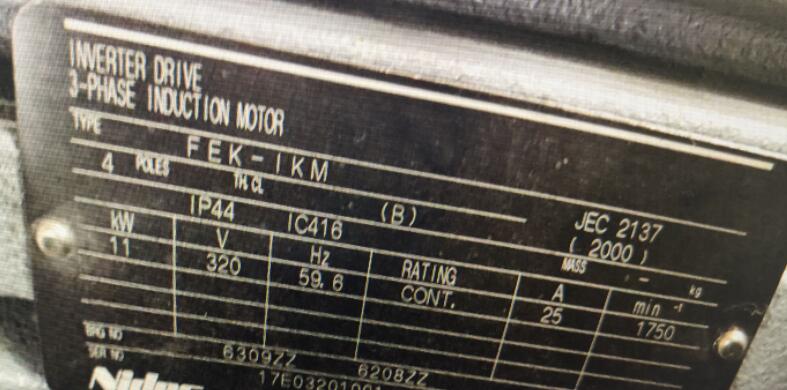 INVERTER DRIVE
3-PHASE INDUCTION MOTOR
TYPE FEK-IKM
4 POLES TH.CL (B) JEC 2137
IP44 IC416 (2000)
MASS - kg
kW V Hz RATING A min -1
11 320 59.6 CONT. 25 1750
BRG NO 6309ZZ 6208ZZ
SER NO
Nidec